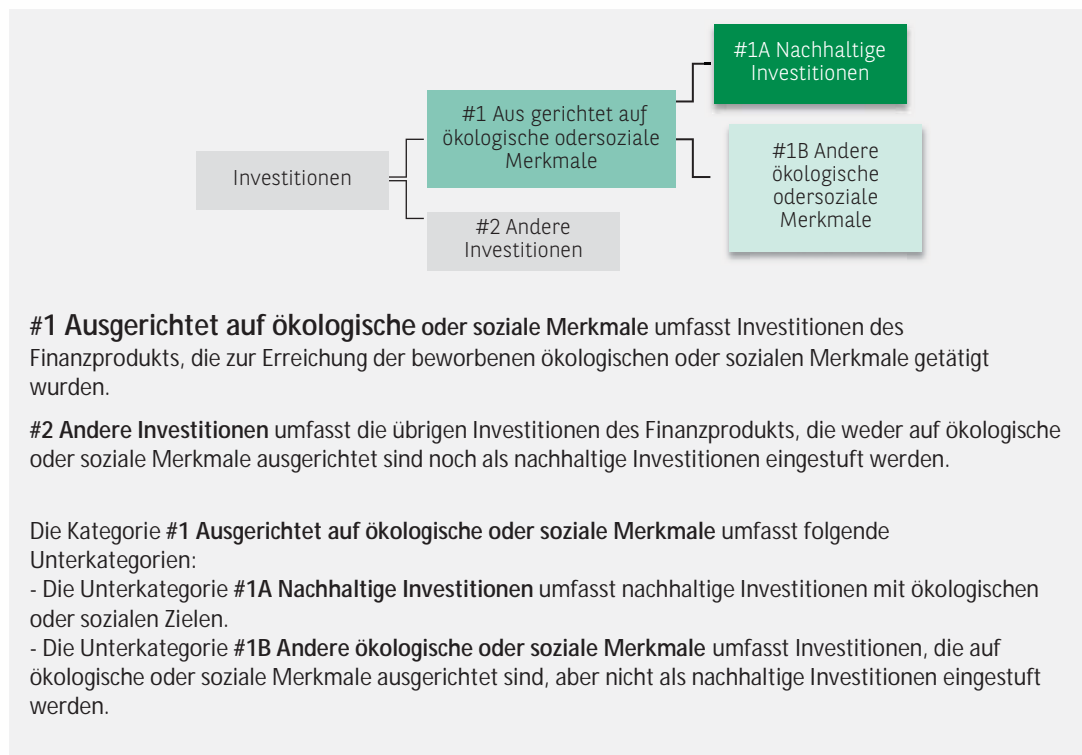 #1A Nachhaltige
Investitionen
#1 Aus gerichtet auf
ökologische odersoziale
Merkmale
#1B Andere
ökologische
odersoziale
Merkmale
Investitionen
#2 Andere
Investitionen
#1 Ausgerichtet auf ökologische oder soziale Merkmale umfasst Investitionen des
Finanzprodukts, die zur Erreichung der beworbenen ökologischen oder sozialen Merkmale getätigt
wurden.
#2 Andere Investitionen umfasst die übrigen Investitionen des Finanzprodukts, die weder auf ökologische
oder soziale Merkmale ausgerichtet sind noch als nachhaltige Investitionen eingestuft werden.
Die Kategorie #1 Ausgerichtet auf ökologische oder soziale Merkmale umfasst folgende
Unterkategorien:
- Die Unterkategorie #1A Nachhaltige Investitionen umfasst nachhaltige Investitionen mit ökologischen
oder sozialen Zielen.
- Die Unterkategorie #1B Andere ökologische oder soziale Merkmale umfasst Investitionen, die auf
ökologische oder soziale Merkmale ausgerichtet sind, aber nicht als nachhaltige Investitionen eingestuft
werden.